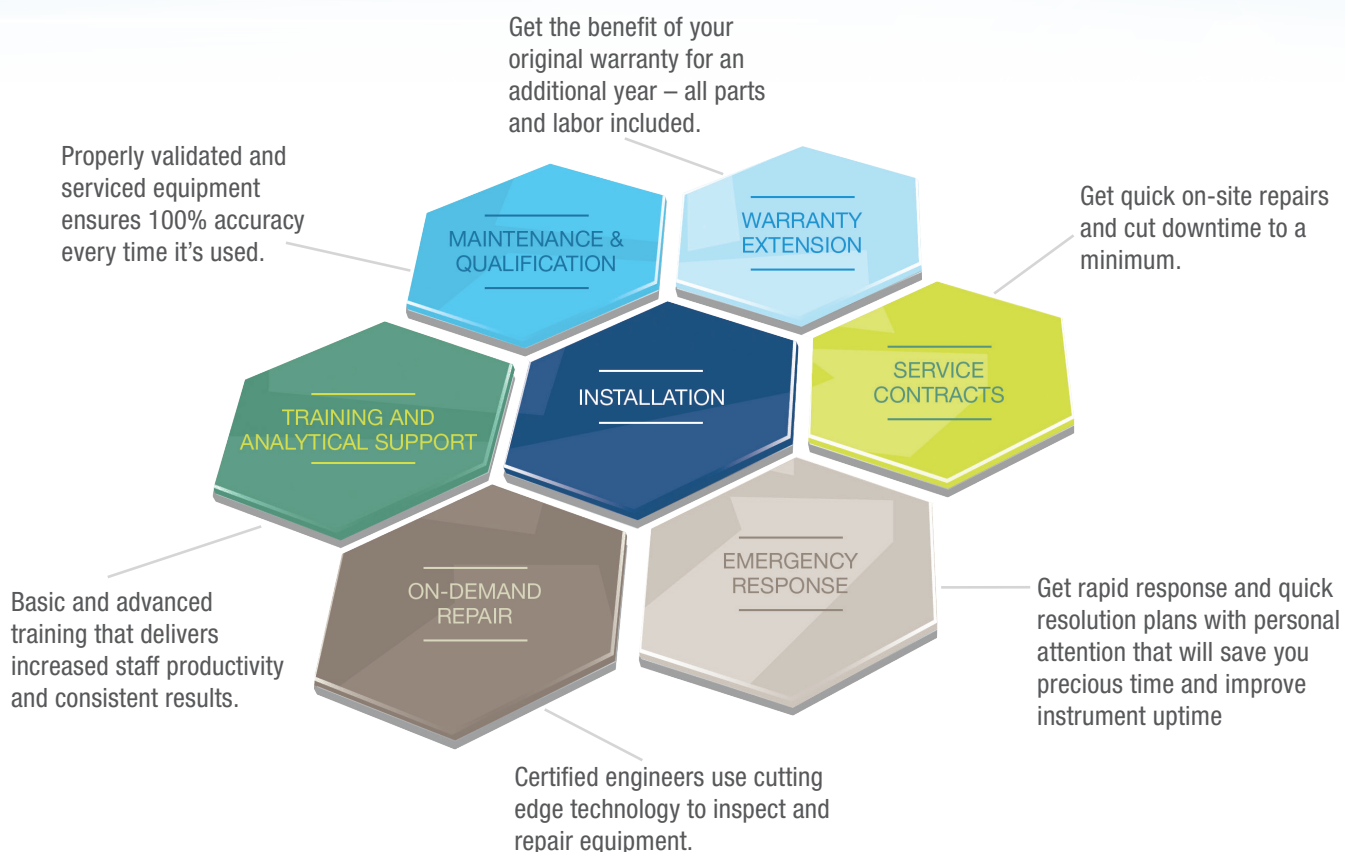 Get the benefit of your
original warranty for an
additional year – all parts
and labor included.
Properly validated and
serviced equipment
ensures 100% accuracy
every time it’s used.
Get quick on-site repairs
and cut downtime to a
minimum.
MAINTENANCE &
QUALIFICATION
WARRANTY
EXTENSION
SERVICE
CONTRACTS
INSTALLATION
TRAINING AND
ANALYTICAL SUPPORT
ON-DEMAND
REPAIR
EMERGENCY
RESPONSE
Basic and advanced
training that delivers
increased staff productivity
and consistent results.
Get rapid response and quick
resolution plans with personal
attention that will save you
precious time and improve
instrument uptime
Certified engineers use cutting
edge technology to inspect and
repair equipment.